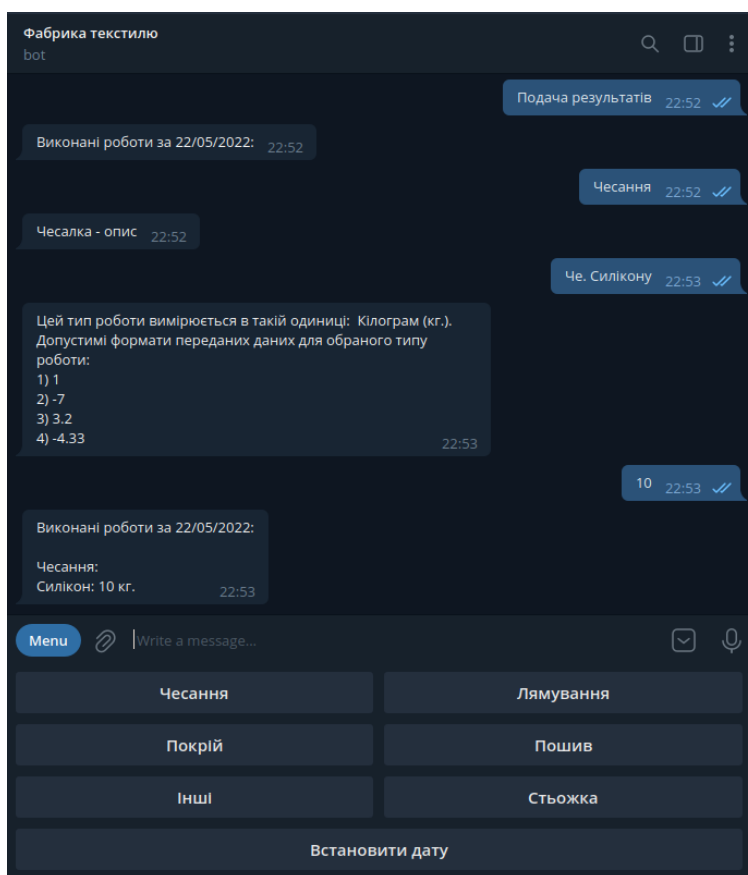 Фабрика текстилю
bot
Подача результатів 22:52
Виконані роботи за 22/05/2022: 22:52
Чесання 22:52
Чесалка - опис 22:52
Че. Силікону 22:53
Цей тип роботи вимірюється в такій одиниці:  Кілограм (кг.).
Допустимі формати переданих даних для обраного типу
роботи:
1) 1
2) -7
3) 3.2
4) -4.33 22:53
10 22:53
Виконані роботи за 22/05/2022:
Чесання:
Силікон: 10 кг. 22:53
Menu Write a message...
Чесання Лямування
Покрій Пошив
Інші Стьожка
Встановити дату